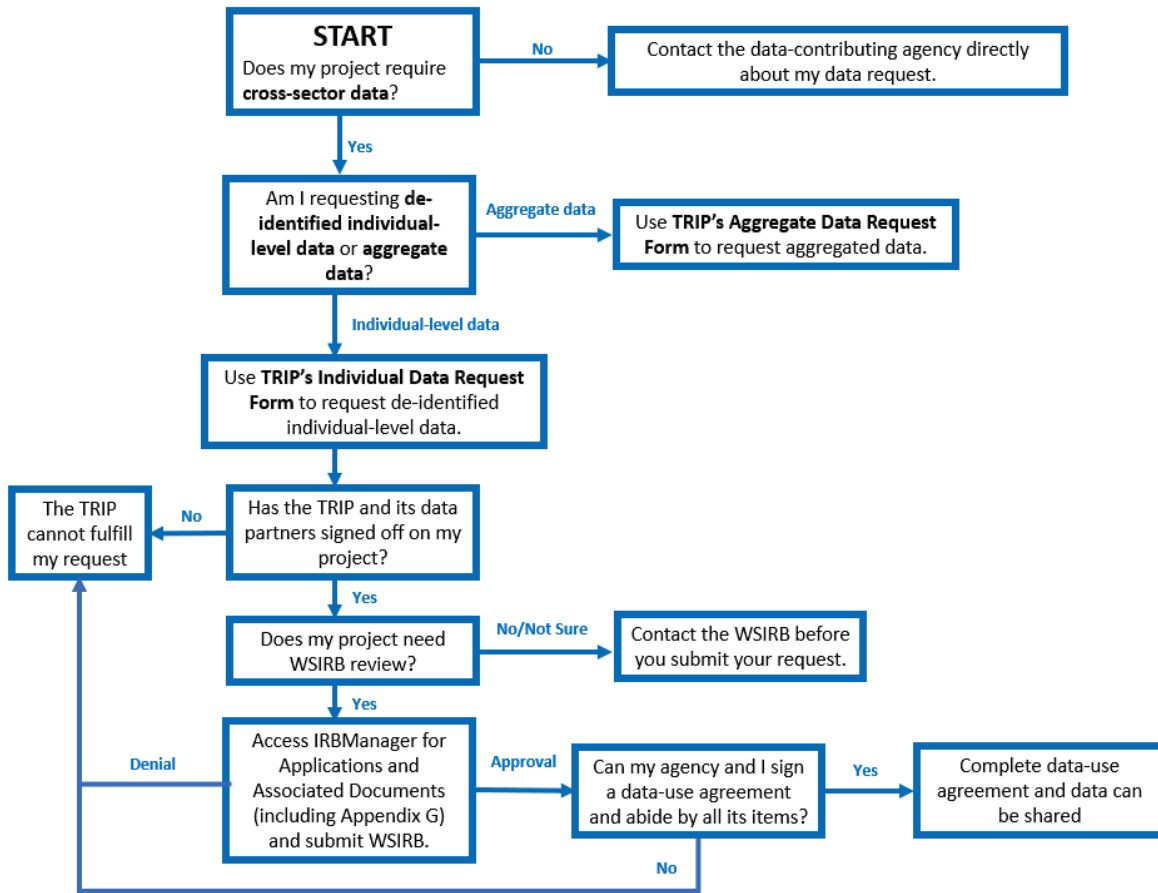 START
Does my project require
cross-sector data?
No
Contact the data-contributing agency directly
about my data request.
Yes
Am I requesting de-
identified individual-
level data or aggregate
data?
Aggregate data
Use TRIP’s Aggregate Data Request
Form to request aggregated data.
Individual-level data
Use TRIP’s Individual Data Request
Form to request de-identified
individual-level data.
The TRIP
cannot fulfill
my request
No
Has the TRIP and its data
partners signed off on my
project?
Yes
Does my project need
WSIRB review?
No/Not Sure
Contact the WSIRB before
you submit your request.
Yes
Denial
Access IRBManager for
Applications and
Associated Documents
(including Appendix G)
and submit WSIRB.
Approval
Can my agency and I sign
a data-use agreement
and abide by all its items?
Yes
Complete data-use
agreement and data can
be shared
No